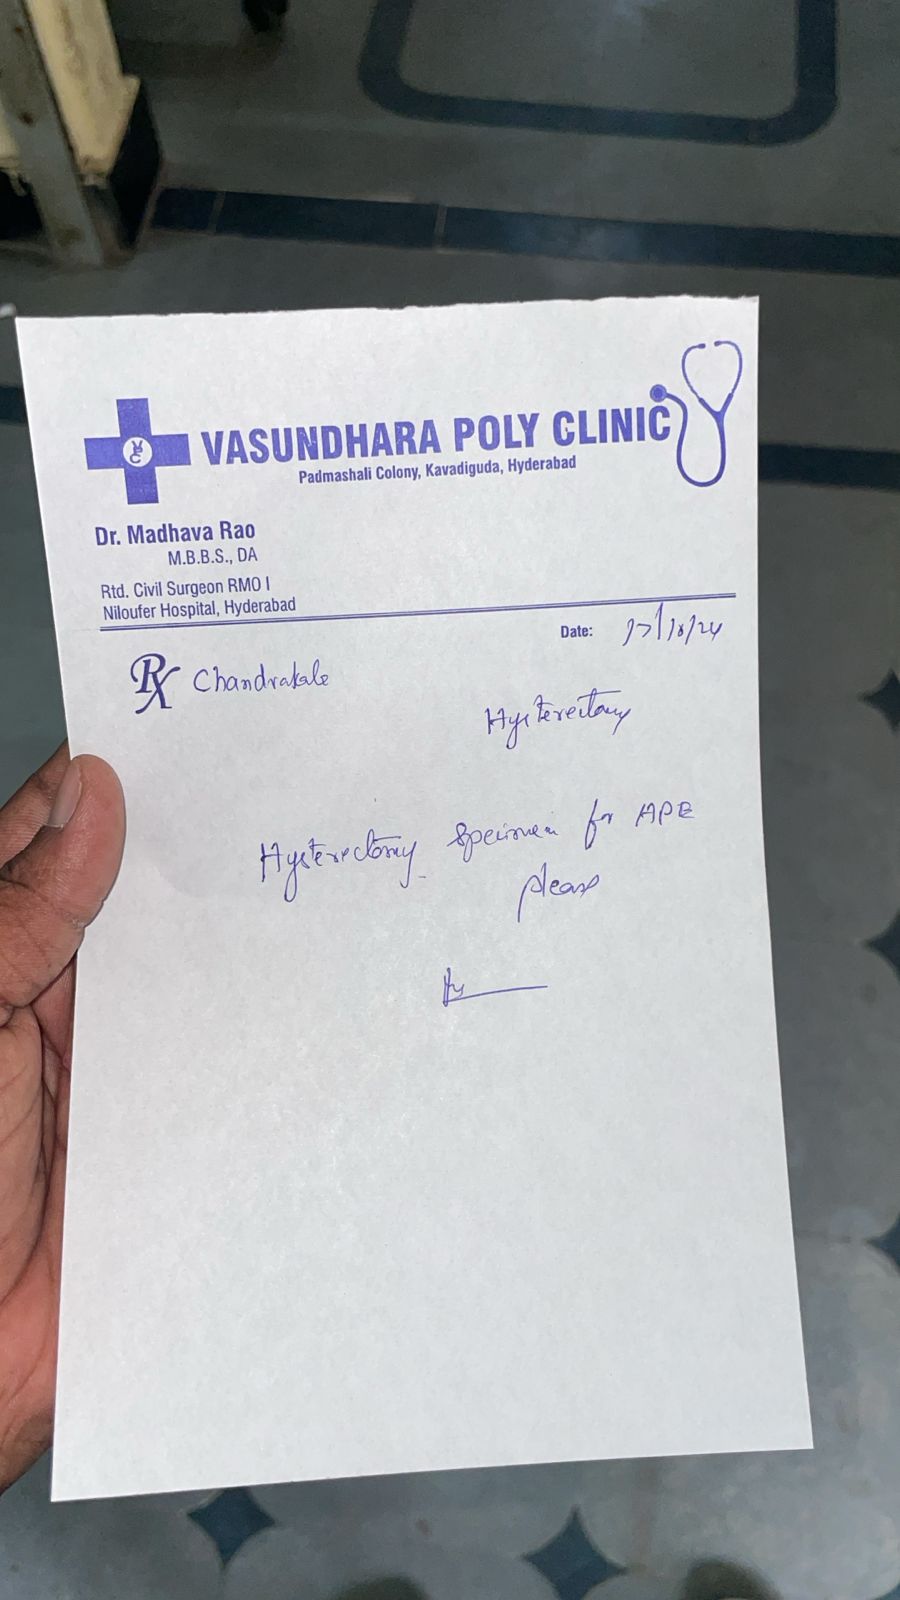 VASUNDHARA POLY CLINIC
Padmashali Colony, Kavadiguda, Hyderabad
Dr. Madhava Rao
M.B.B.S., DA
Rtd. Civil Surgeon RMO I
Niloufer Hospital, Hyderabad
Date: 17/10/24
Rx Chandrakala
Hysterectomy
Hysterectomy specimen for HPE
please